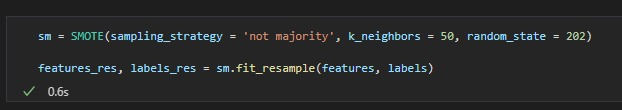 sm = SMOTE(sampling_strategy = 'not majority', k_neighbors = 50, random_state = 202)
features_res, labels_res = sm.fit_resample(features, labels)
✓ 0.6s